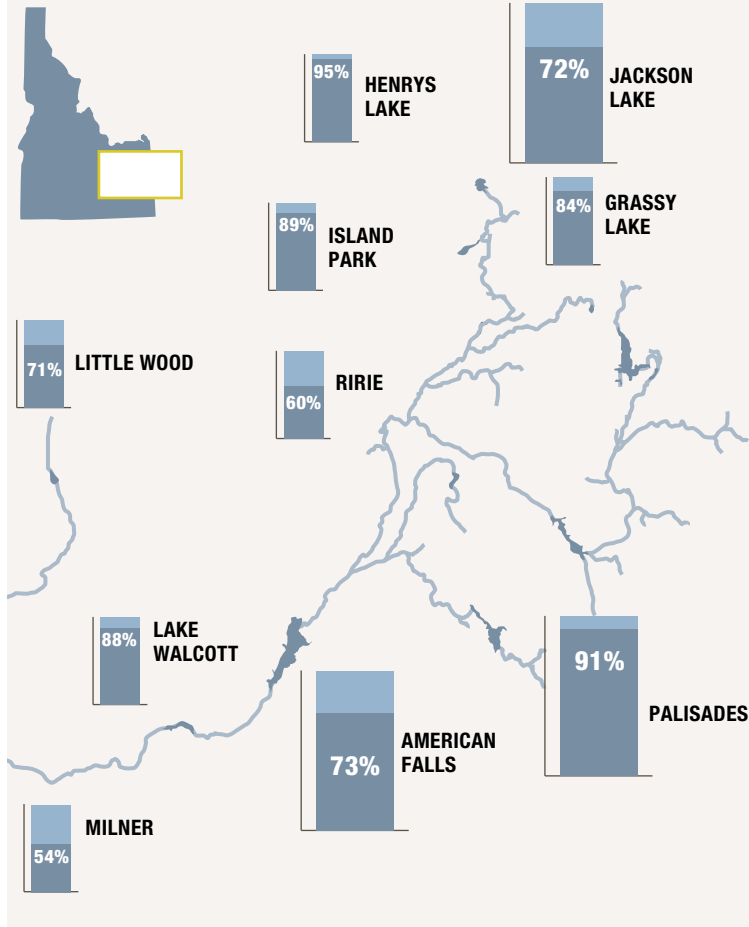 95%
HENRYS
LAKE
72%
JACKSON
LAKE
89%
ISLAND
PARK
84%
GRASSY
LAKE
71%
LITTLE WOOD
60%
RIRIE
88%
LAKE
WALCOTT
73%
AMERICAN
FALLS
91%
PALISADES
54%
MILNER